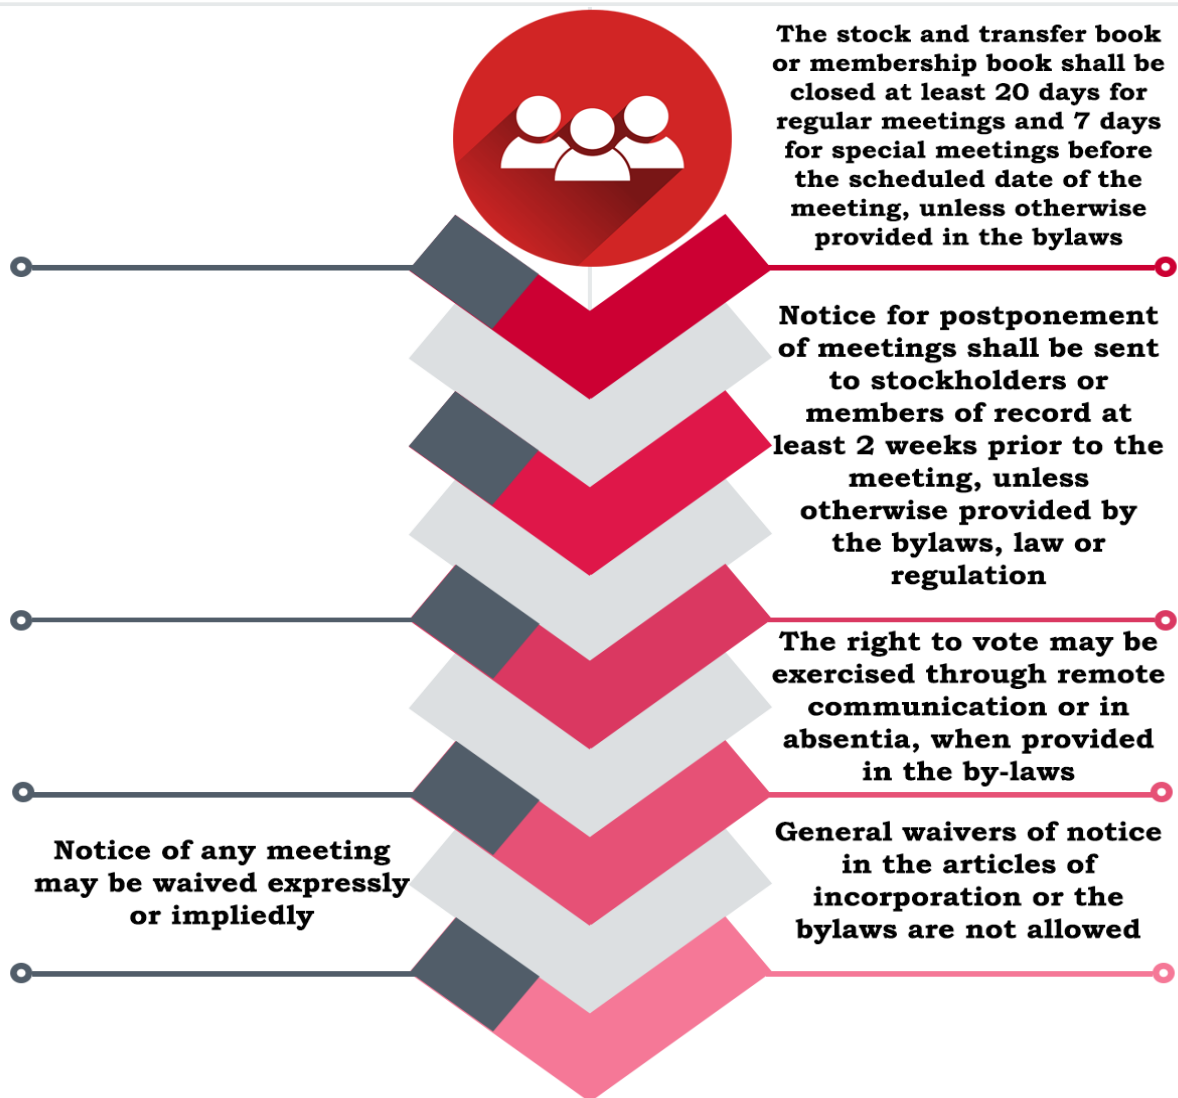 The stock and transfer book
or membership book shall be
closed at least 20 days for
regular meetings and 7 days
for special meetings before
the scheduled date of the
meeting, unless otherwise
provided in the bylaws
Notice for postponement
of meetings shall be sent
to stockholders or
members of record at
least 2 weeks prior to the
meeting, unless
otherwise provided by
the bylaws, law or
regulation
The right to vote may be
exercised through remote
communication or in
absentia, when provided
in the by-laws
Notice of any meeting
may be waived expressly
or impliedly
General waivers of notice
in the articles of
incorporation or the
bylaws are not allowed